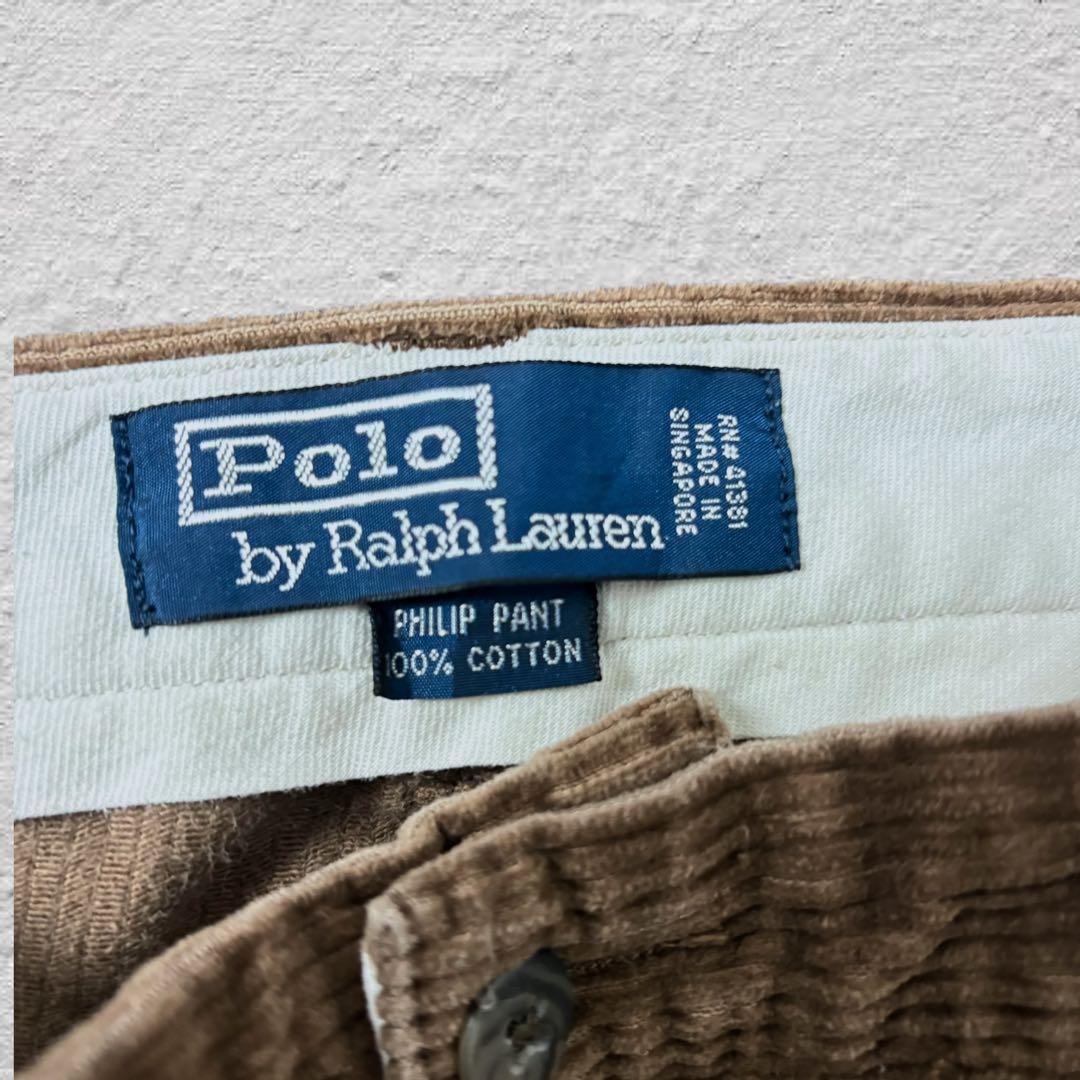 Polo
by Ralph Lauren
RN# 41381
MADE IN
SINGAPORE
PHILIP PANT
100% COTTON